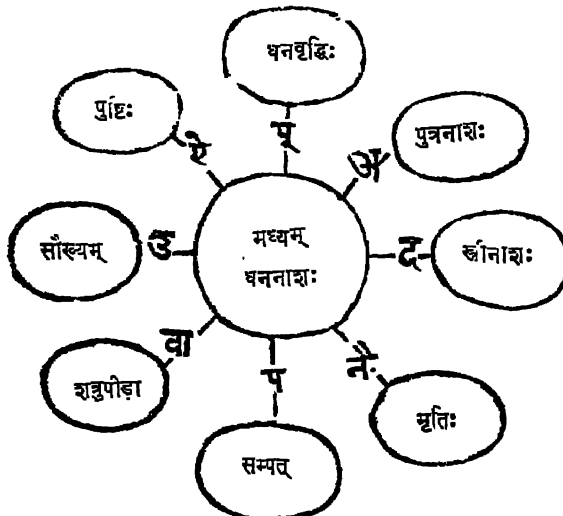 धनवृद्धिः
पुष्टिः
ऐ
पू
अ
पुत्रनाशः
सौख्यम्
उ
मध्यम्
धननाशः
द
स्त्रीनाशः
वा
प
नै
शत्रुपीड़ा
मृतिः
सम्पत्